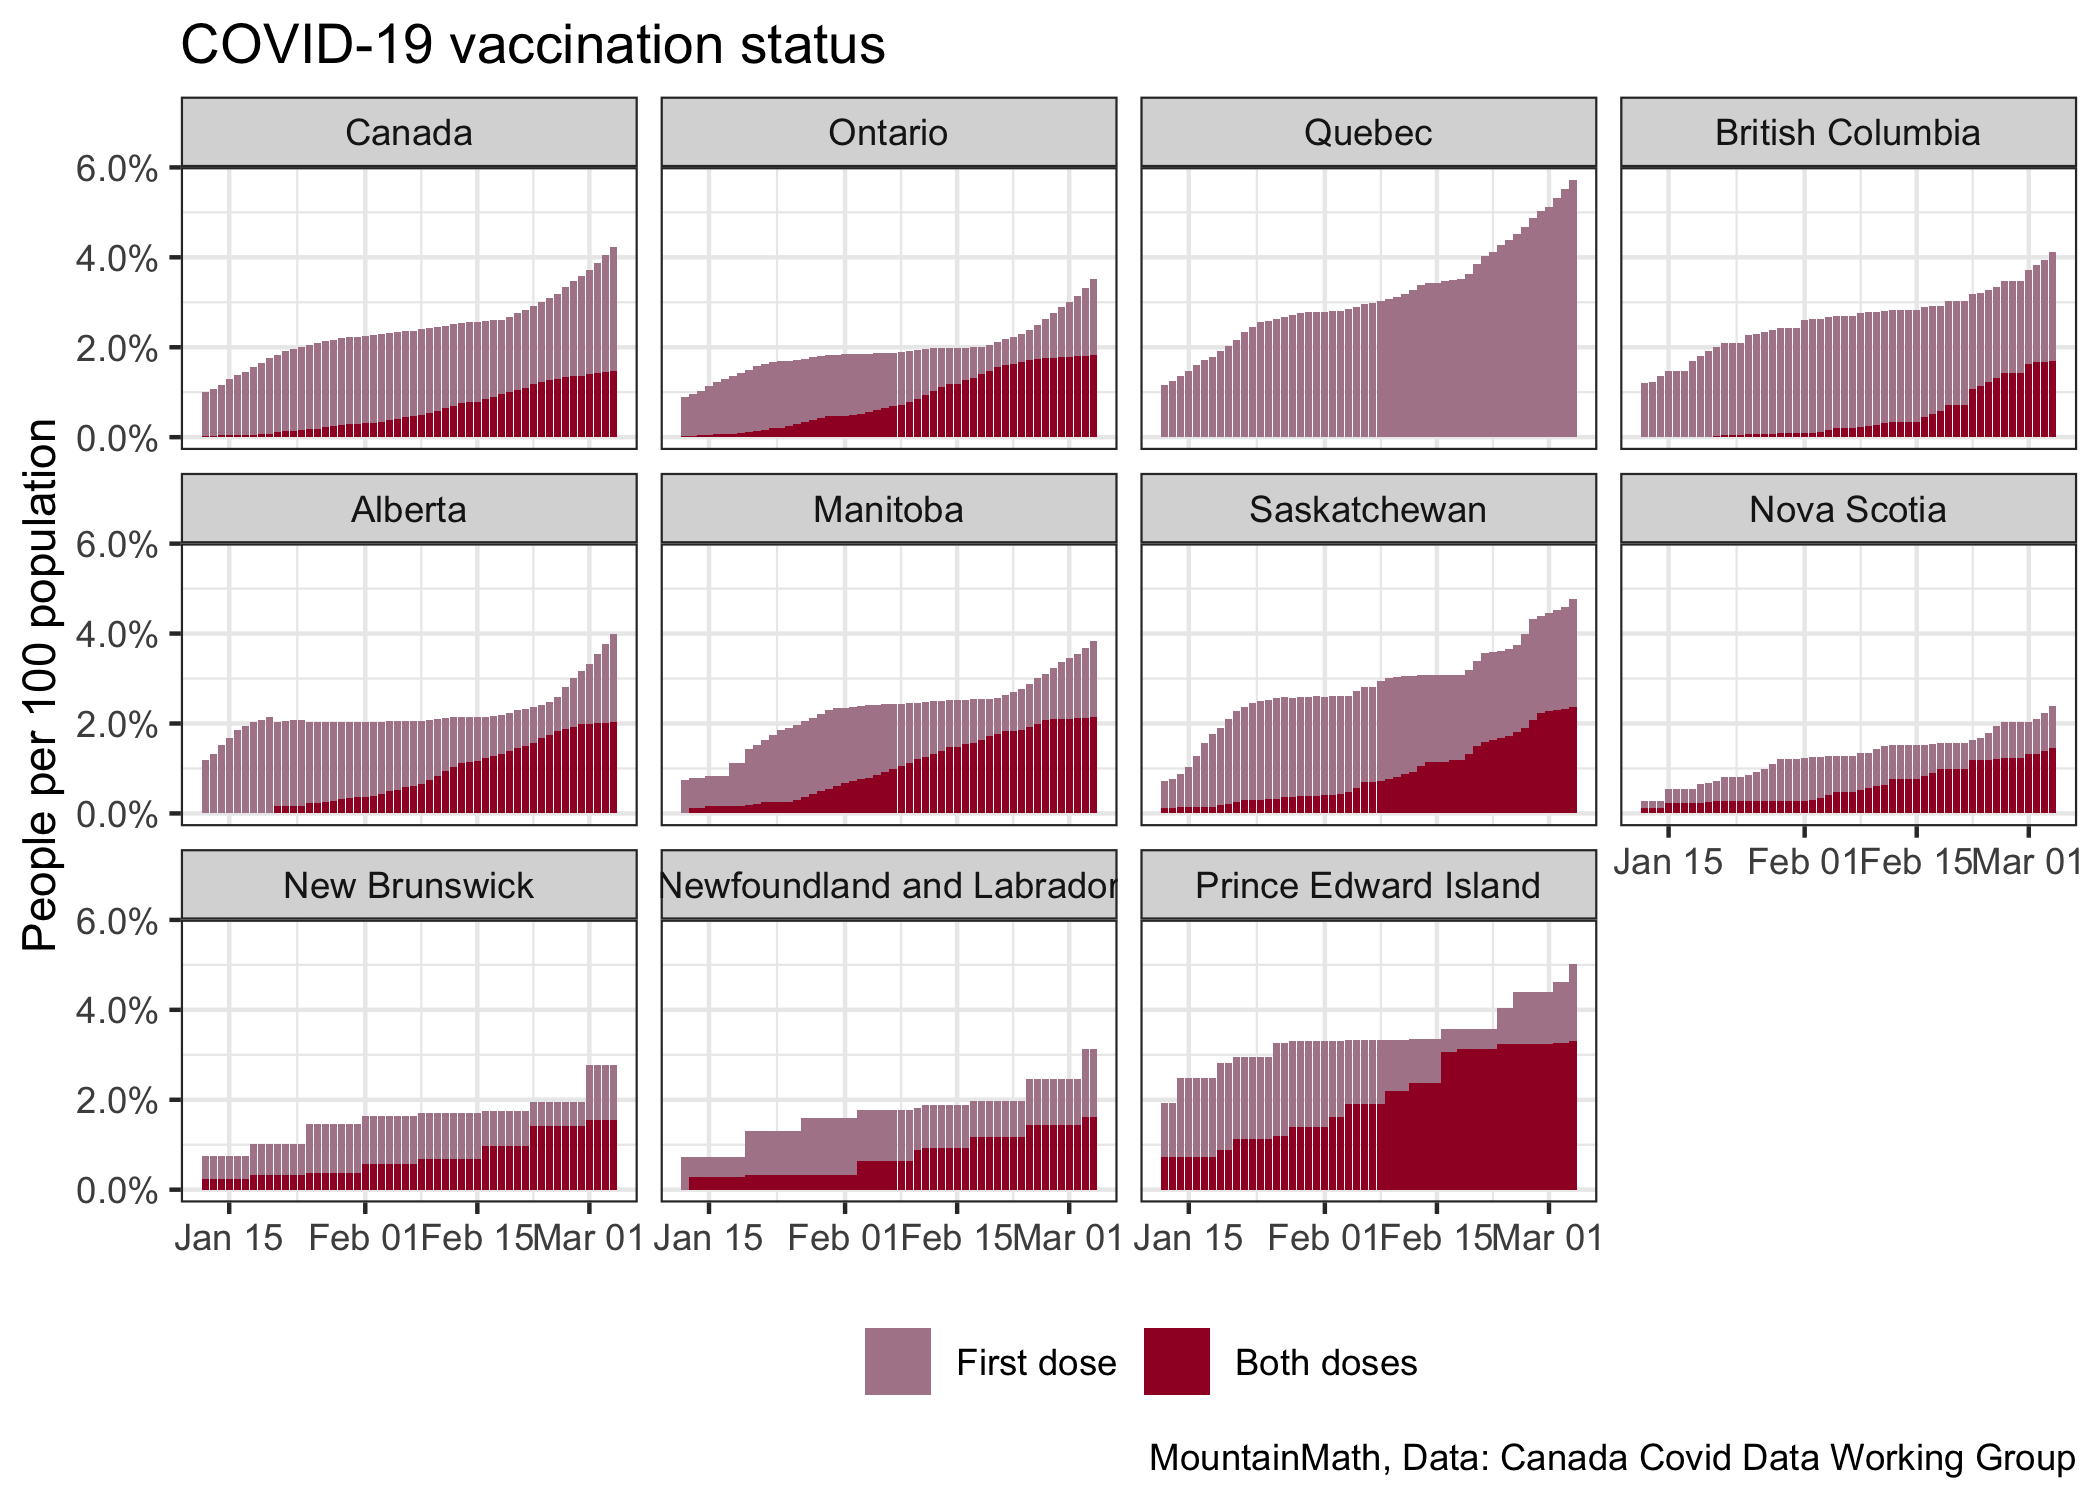 COVID-19 vaccination status
People per 100 population
Canada
Ontario
Quebec
British Columbia
6.0%
4.0%
2.0%
0.0%
Alberta
Manitoba
Saskatchewan
Nova Scotia
6.0%
4.0%
2.0%
0.0%
Jan 15 Feb 01 Feb 15 Mar 01
New Brunswick
Newfoundland and Labrador
Prince Edward Island
6.0%
4.0%
2.0%
0.0%
Jan 15 Feb 01 Feb 15 Mar 01
Jan 15 Feb 01 Feb 15 Mar 01
Jan 15 Feb 01 Feb 15 Mar 01
First dose
Both doses
MountainMath, Data: Canada Covid Data Working Group